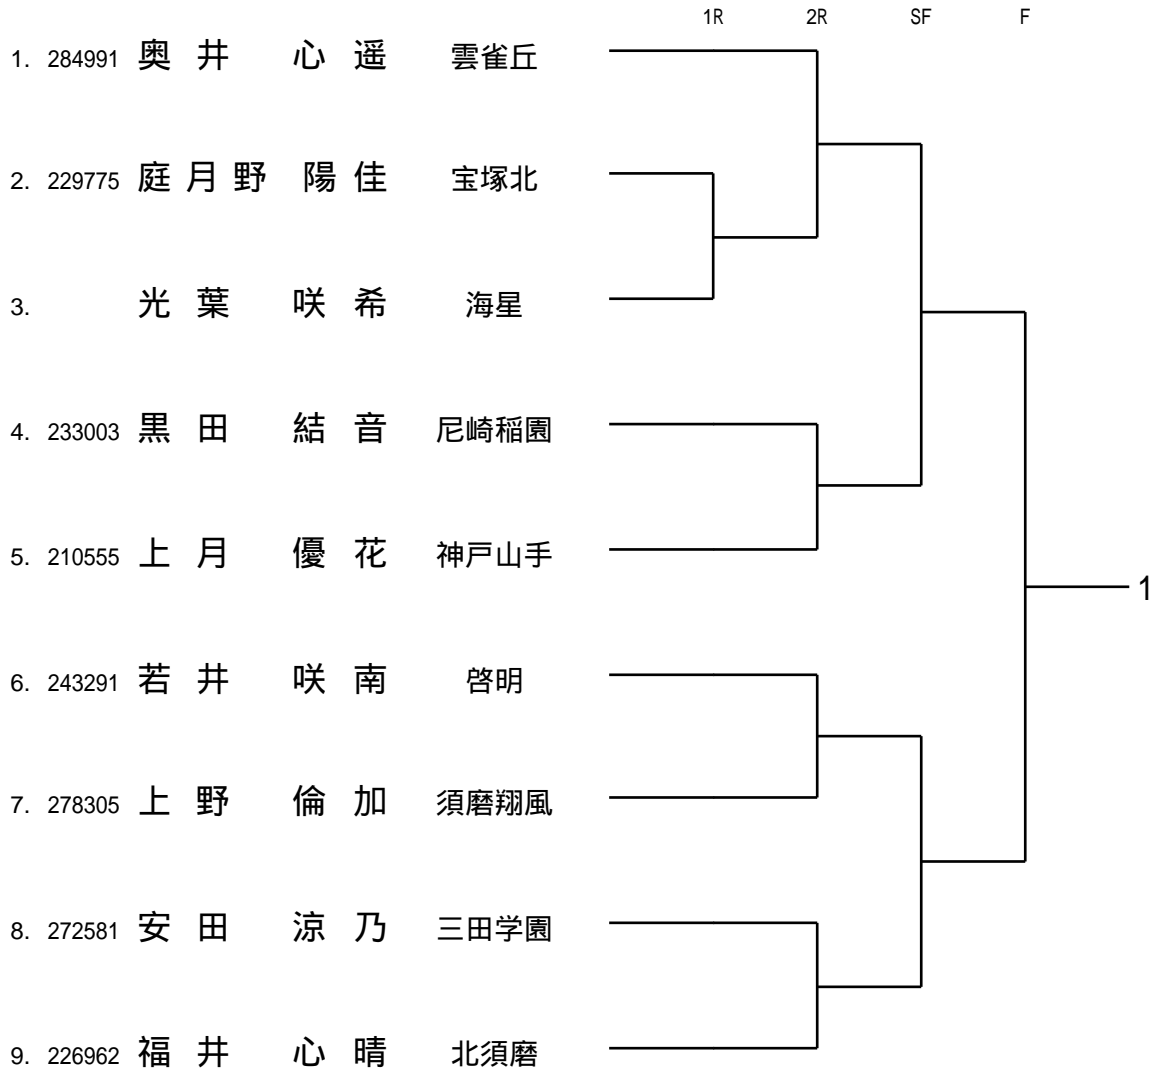 1R 2R SF F
1. 284991 奥井 心遥 雲雀丘
2. 229775 庭月野 陽佳 宝塚北
3. 光葉 咲希 海星
4. 233003 黒田 結音 尼崎稲園
5. 210555 上月 優花 神戸山手
1
6. 243291 若井 咲南 啓明
7. 278305 上野 倫加 須磨翔風
8. 272581 安田 涼乃 三田学園
9. 226962 福井 心晴 北須磨